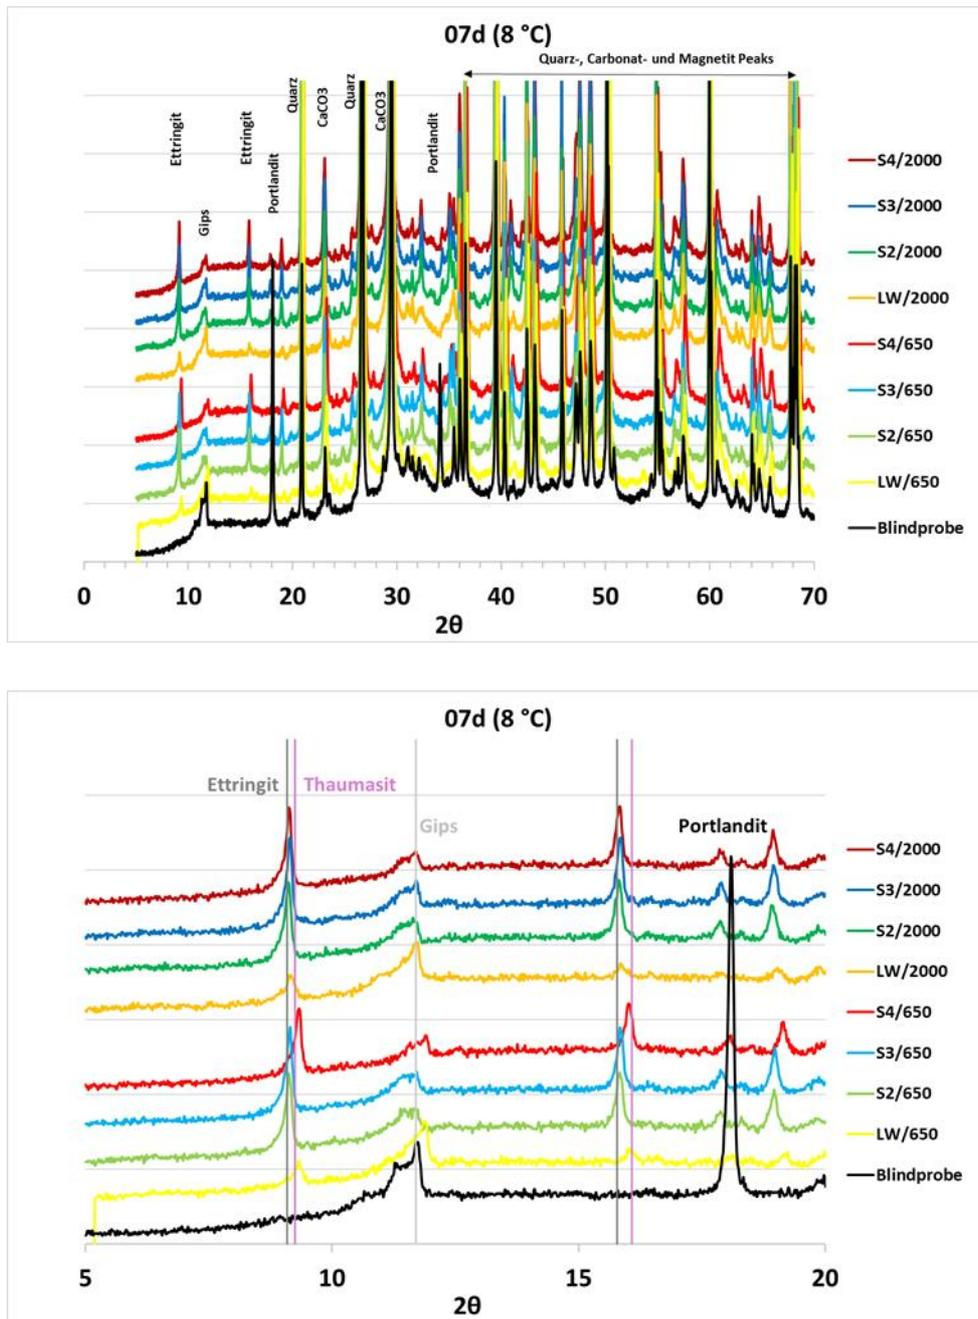 07d (8 °C)
Quarz-, Carbonat- und Magnetit Peaks
Ettringit
Gips
Ettringit
Portlandit
Quarz
CaCO3
Quarz
CaCO3
Portlandit
S4/2000
S3/2000
S2/2000
LW/2000
S4/650
S3/650
S2/650
LW/650
Blindprobe
0 10 20 30 40 50 60 70
2θ
07d (8 °C)
Ettringit Thaumasit
Gips
Portlandit
S4/2000
S3/2000
S2/2000
LW/2000
S4/650
S3/650
S2/650
LW/650
Blindprobe
5 10 15 20
2θ